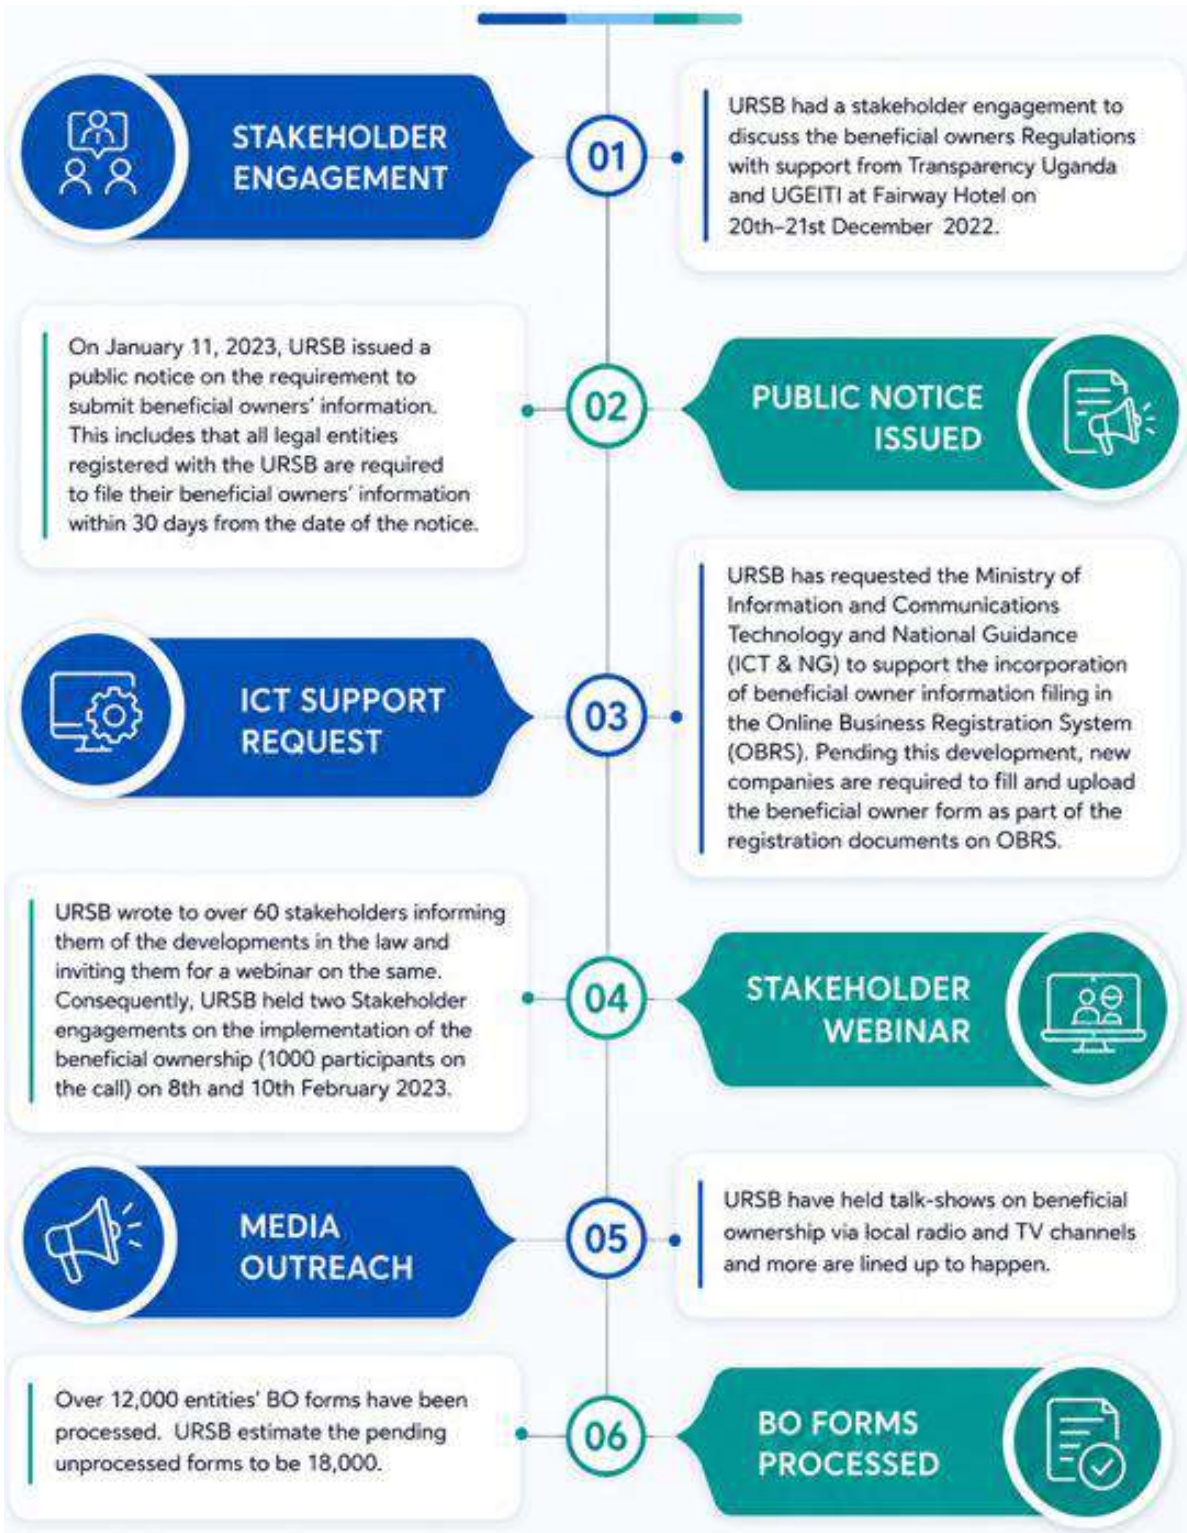 STAKEHOLDER
ENGAGEMENT
01
URSB had a stakeholder engagement to
discuss the beneficial owners Regulations
with support from Transparency Uganda
and UGEITI at Fairway Hotel on
20th–21st December 2022.
On January 11, 2023, URSB issued a
public notice on the requirement to
submit beneficial owners' information.
This includes that all legal entities
registered with the URSB are required
to file their beneficial owners' information
within 30 days from the date of the notice.
02
PUBLIC NOTICE
ISSUED
ICT SUPPORT
REQUEST
03
URSB has requested the Ministry of
Information and Communications
Technology and National Guidance
(ICT & NG) to support the incorporation
of beneficial owner information filing in
the Online Business Registration System
(OBRS). Pending this development, new
companies are required to fill and upload
the beneficial owner form as part of the
registration documents on OBRS.
URSB wrote to over 60 stakeholders informing
them of the developments in the law and
inviting them for a webinar on the same.
Consequently, URSB held two Stakeholder
engagements on the implementation of the
beneficial ownership (1000 participants on
the call) on 8th and 10th February 2023.
04
STAKEHOLDER
WEBINAR
MEDIA
OUTREACH
05
URSB have held talk-shows on beneficial
ownership via local radio and TV channels
and more are lined up to happen.
Over 12,000 entities' BO forms have been
processed. URSB estimate the pending
unprocessed forms to be 18,000.
06
BO FORMS
PROCESSED